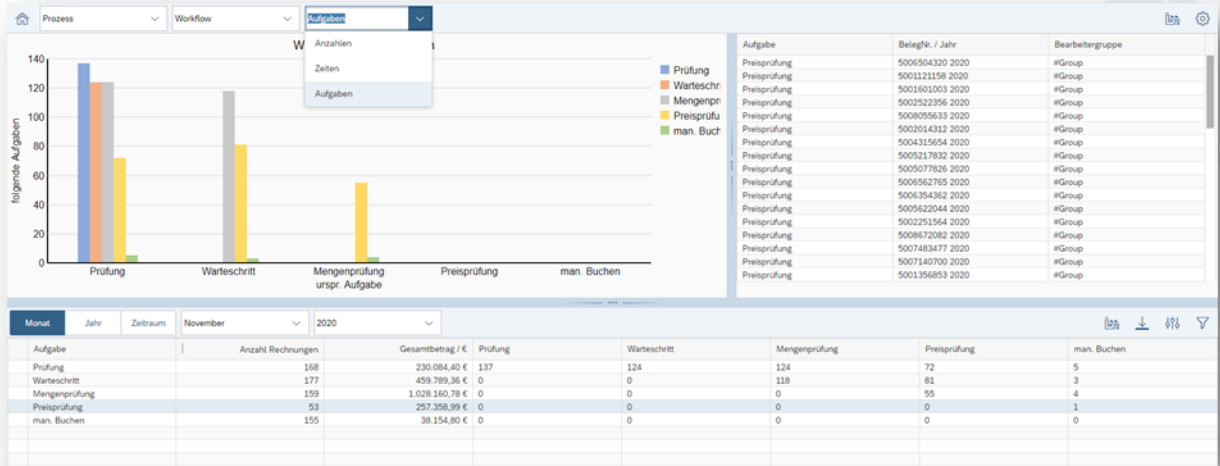 Prozess Workflow Aufgaben
Anzahlen
Zeiten
Aufgaben
140
120
100
80
60
40
20
0
folgende Aufgaben
Prüfung Warteschritt Mengenprüfung Preisprüfung man. Buchen
urspr. Aufgabe
Prüfung
Warteschri
Mengenprü
Preisprüfu
man. Buch
Aufgabe BelegNr. / Jahr Bearbeitergruppe
Preisprüfung 5006504320 2020 #Group
Preisprüfung 5001121158 2020 #Group
Preisprüfung 5001601003 2020 #Group
Preisprüfung 5002522356 2020 #Group
Preisprüfung 5008055633 2020 #Group
Preisprüfung 5002014312 2020 #Group
Preisprüfung 5004315654 2020 #Group
Preisprüfung 5005217832 2020 #Group
Preisprüfung 5005077826 2020 #Group
Preisprüfung 5006562765 2020 #Group
Preisprüfung 5006354362 2020 #Group
Preisprüfung 5005622044 2020 #Group
Preisprüfung 5002251564 2020 #Group
Preisprüfung 5008672082 2020 #Group
Preisprüfung 5007483477 2020 #Group
Preisprüfung 5007140700 2020 #Group
Preisprüfung 5001356853 2020 #Group
Monat Jahr Zeitraum November 2020
Aufgabe Anzahl Rechnungen Gesamtbetrag / € Prüfung Warteschritt Mengenprüfung Preisprüfung man. Buchen
Prüfung 168 230.084,40 € 137 124 124 72 5
Warteschritt 177 459.789,36 € 0 0 118 81 3
Mengenprüfung 159 1.028.160,78 € 0 0 0 55 4
Preisprüfung 53 257.358,99 € 0 0 0 0 1
man. Buchen 155 38.154,80 € 0 0 0 0 0